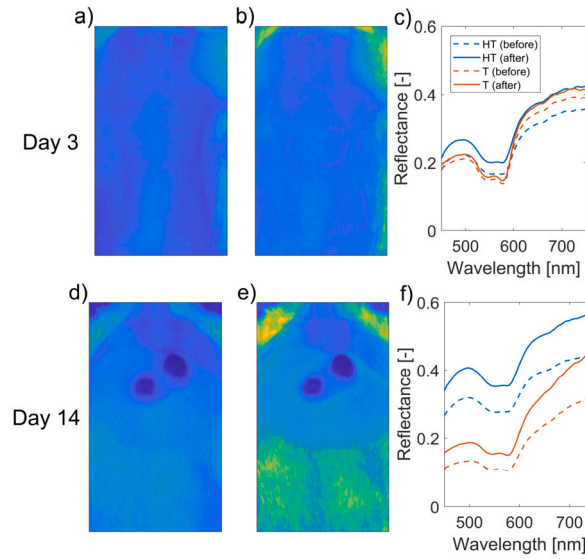 a)
b)
c)
0.6
0.4
0.2
0
Reflectance [-]
HT (before)
HT (after)
T (before)
T (after)
500
600
700
Wavelength [nm]
Day 3
d)
e)
f)
0.6
0.4
0.2
0
Reflectance [-]
500
600
700
Wavelength [nm]
Day 14